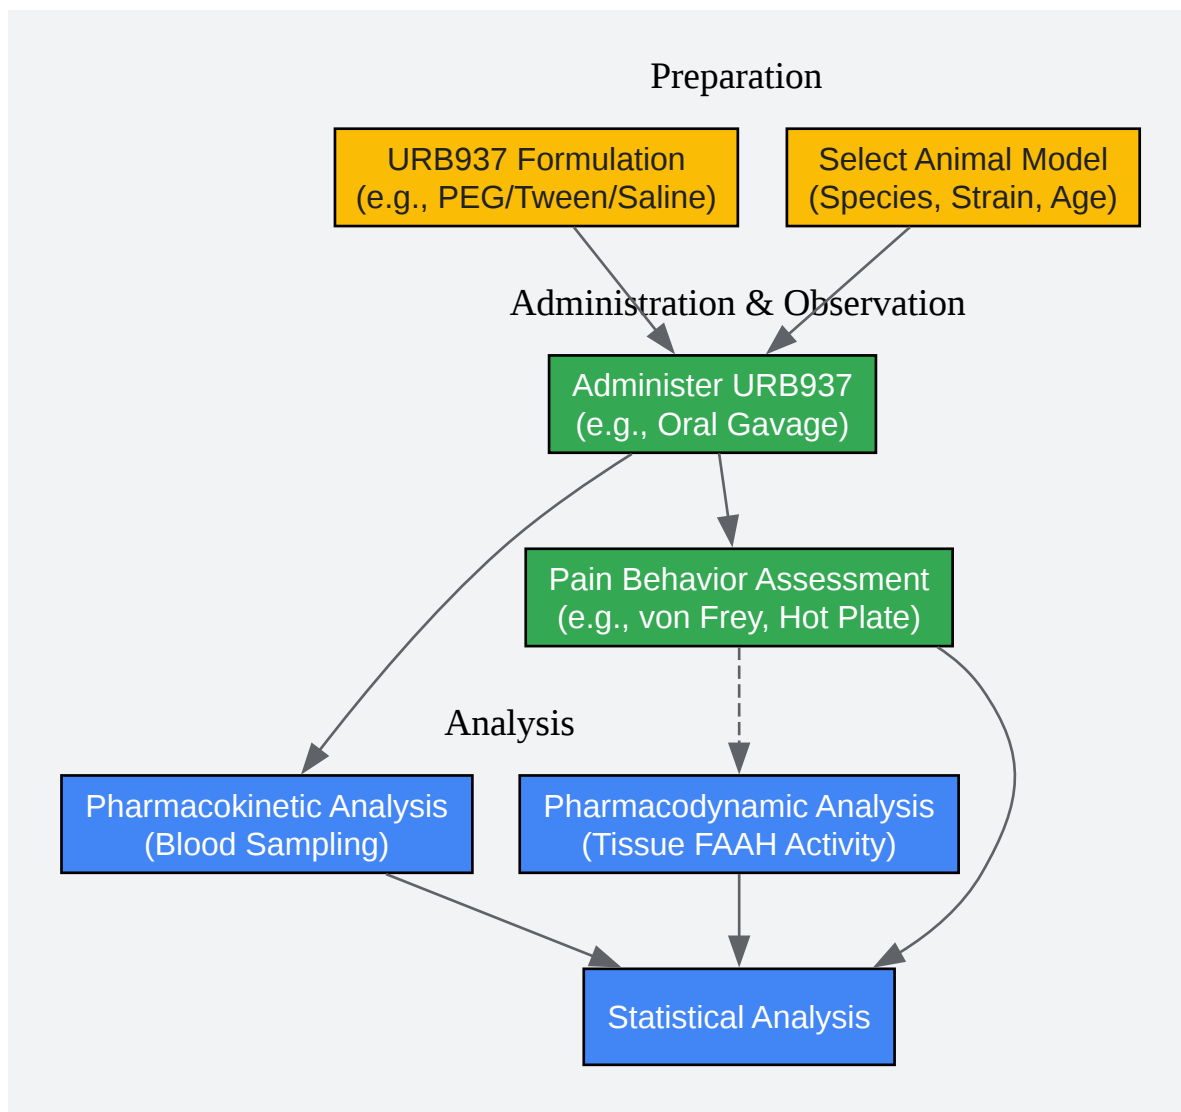 Preparation
URB937 Formulation
(e.g., PEG/Tween/Saline)
Select Animal Model
(Species, Strain, Age)
Administration & Observation
Administer URB937
(e.g., Oral Gavage)
Pain Behavior Assessment
(e.g., von Frey, Hot Plate)
Analysis
Pharmacokinetic Analysis
(Blood Sampling)
Pharmacodynamic Analysis
(Tissue FAAH Activity)
Statistical Analysis